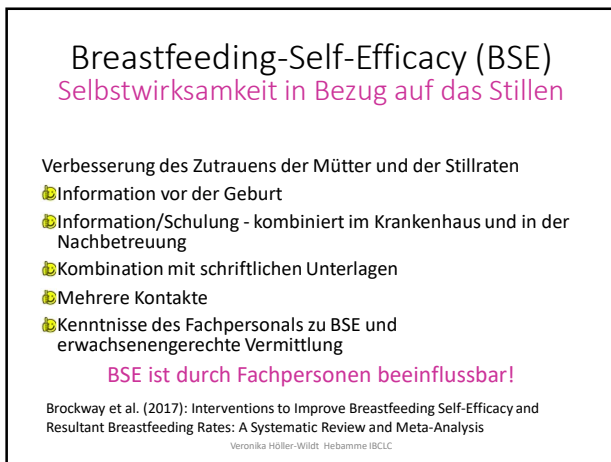 Breastfeeding-Self-Efficacy (BSE)
Selbstwirksamkeit in Bezug auf das Stillen
Verbesserung des Zutrauens der Mütter und der Stillraten
Information vor der Geburt
Information/Schulung - kombiniert im Krankenhaus und in der
Nachbetreuung
Kombination mit schriftlichen Unterlagen
Mehrere Kontakte
Kenntnisse des Fachpersonals zu BSE und
erwachsenengerechte Vermittlung
BSE ist durch Fachpersonen beeinflussbar!
Brockway et al. (2017): Interventions to Improve Breastfeeding Self-Efficacy and
Resultant Breastfeeding Rates: A Systematic Review and Meta-Analysis
Veronika Höller-Wildt Hebamme IBCLC